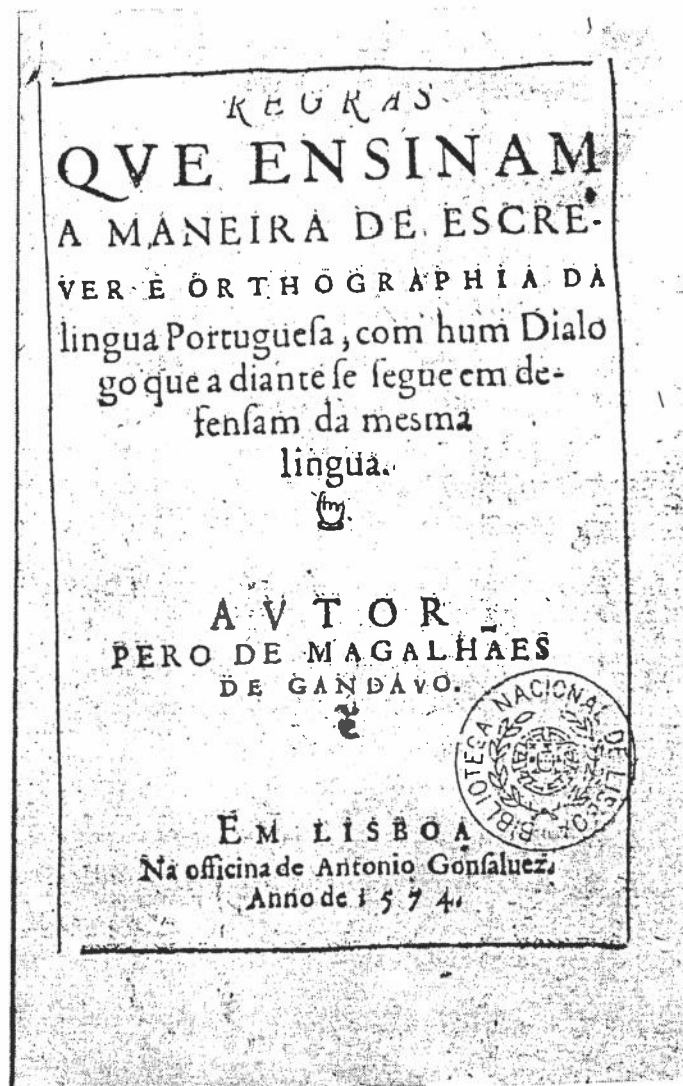 REGRAS
QVE ENSINAM
A MANEIRA DE ESCRE-
VER E ORTHOGRAPHIA DA
lingua Portugueſa, com hum Dialo
go que a diante ſe ſegue em de-
fenſam da mesma
lingua.
AVTOR
PERO DE MAGALHÃES
DE GANDAVO.
BIBLIOTECA NACIONAL DE LISBOA
EM LISBOA
Na officina de Antonio Gonſaluez.
Anno de 1574.